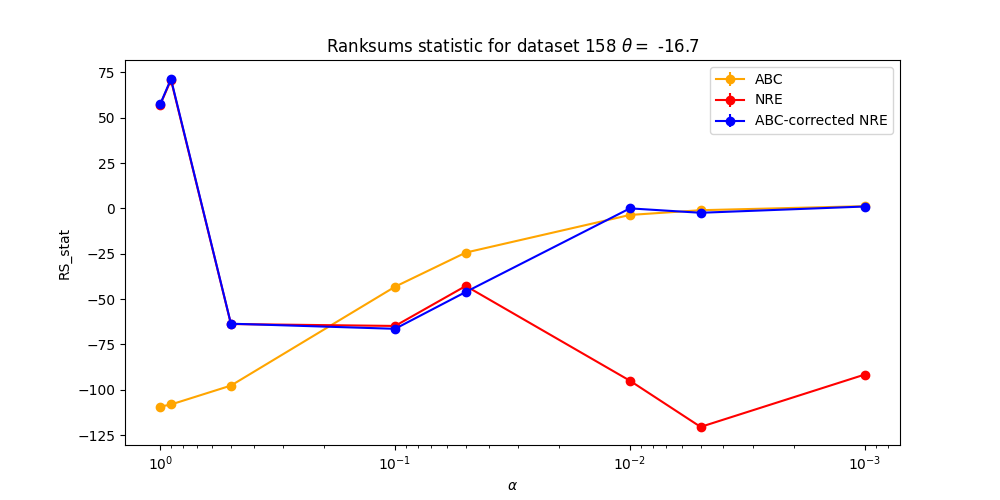 Ranksums statistic for dataset 158 θ = -16.7
ABC
NRE
ABC-corrected NRE
75
50
25
0
−25
−50
−75
−100
−125
RS_stat
10⁰ 10⁻¹ 10⁻² 10⁻³
α